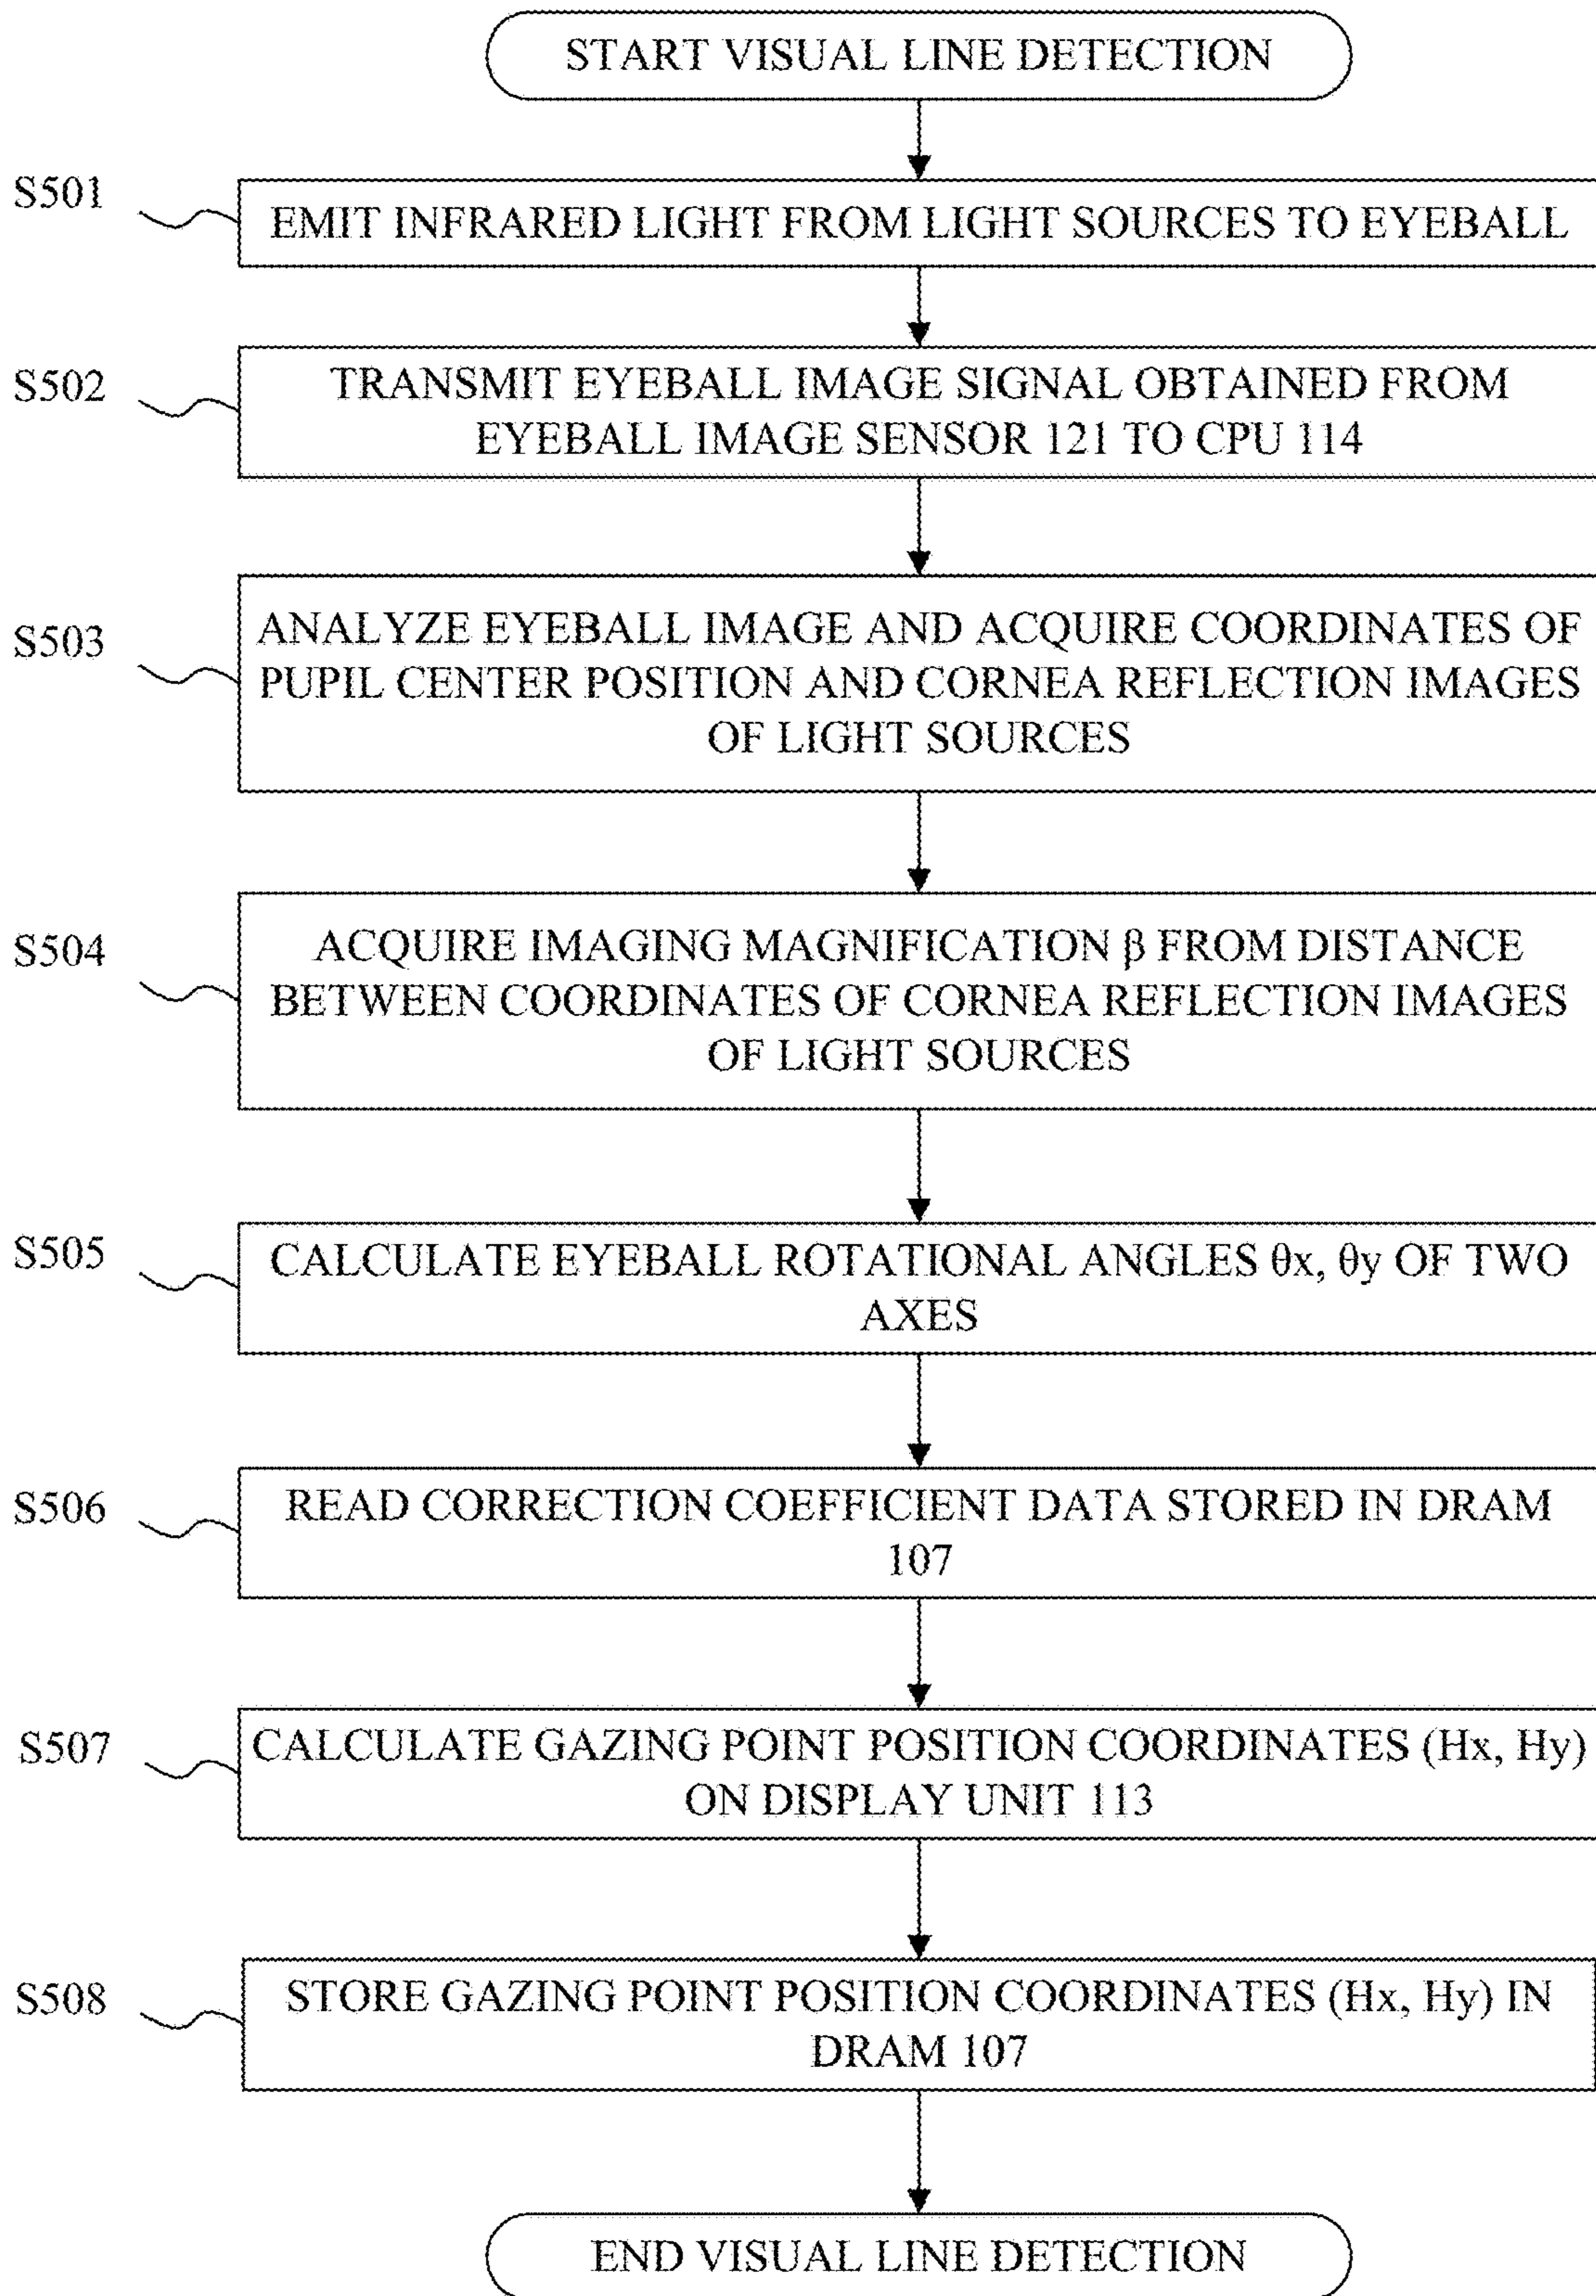 START VISUAL LINE DETECTION
S501
EMIT INFRARED LIGHT FROM LIGHT SOURCES TO EYEBALL
S502
TRANSMIT EYEBALL IMAGE SIGNAL OBTAINED FROM
EYEBALL IMAGE SENSOR 121 TO CPU 114
S503
ANALYZE EYEBALL IMAGE AND ACQUIRE COORDINATES OF
PUPIL CENTER POSITION AND CORNEA REFLECTION IMAGES
OF LIGHT SOURCES
S504
ACQUIRE IMAGING MAGNIFICATION β FROM DISTANCE
BETWEEN COORDINATES OF CORNEA REFLECTION IMAGES
OF LIGHT SOURCES
S505
CALCULATE EYEBALL ROTATIONAL ANGLES θx, θy OF TWO
AXES
S506
READ CORRECTION COEFFICIENT DATA STORED IN DRAM
107
S507
CALCULATE GAZING POINT POSITION COORDINATES (Hx, Hy)
ON DISPLAY UNIT 113
S508
STORE GAZING POINT POSITION COORDINATES (Hx, Hy) IN
DRAM 107
END VISUAL LINE DETECTION